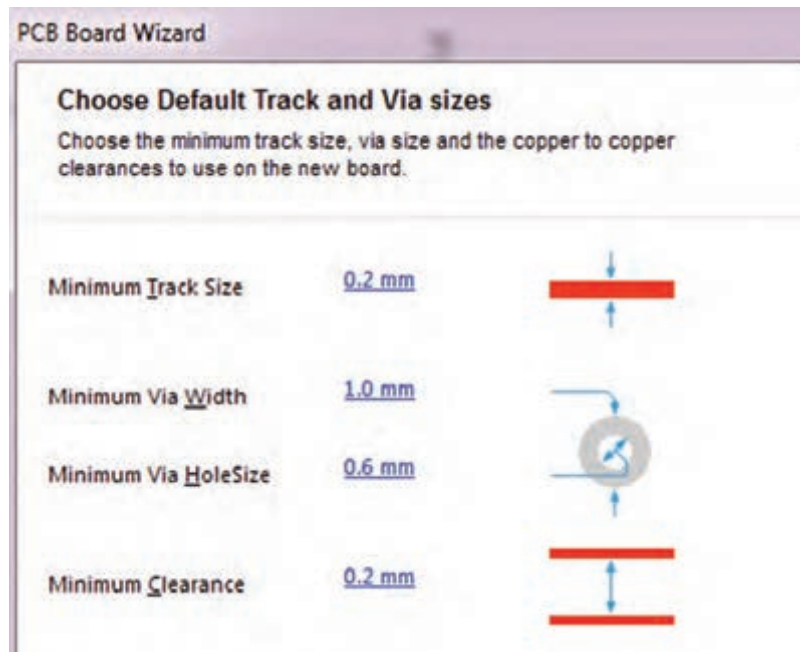 PCB Board Wizard
Choose Default Track and Via sizes
Choose the minimum track size, via size and the copper to copper
clearances to use on the new board.
Minimum Track Size 0.2 mm
Minimum Via Width 1.0 mm
Minimum Via HoleSize 0.6 mm
Minimum Clearance 0.2 mm